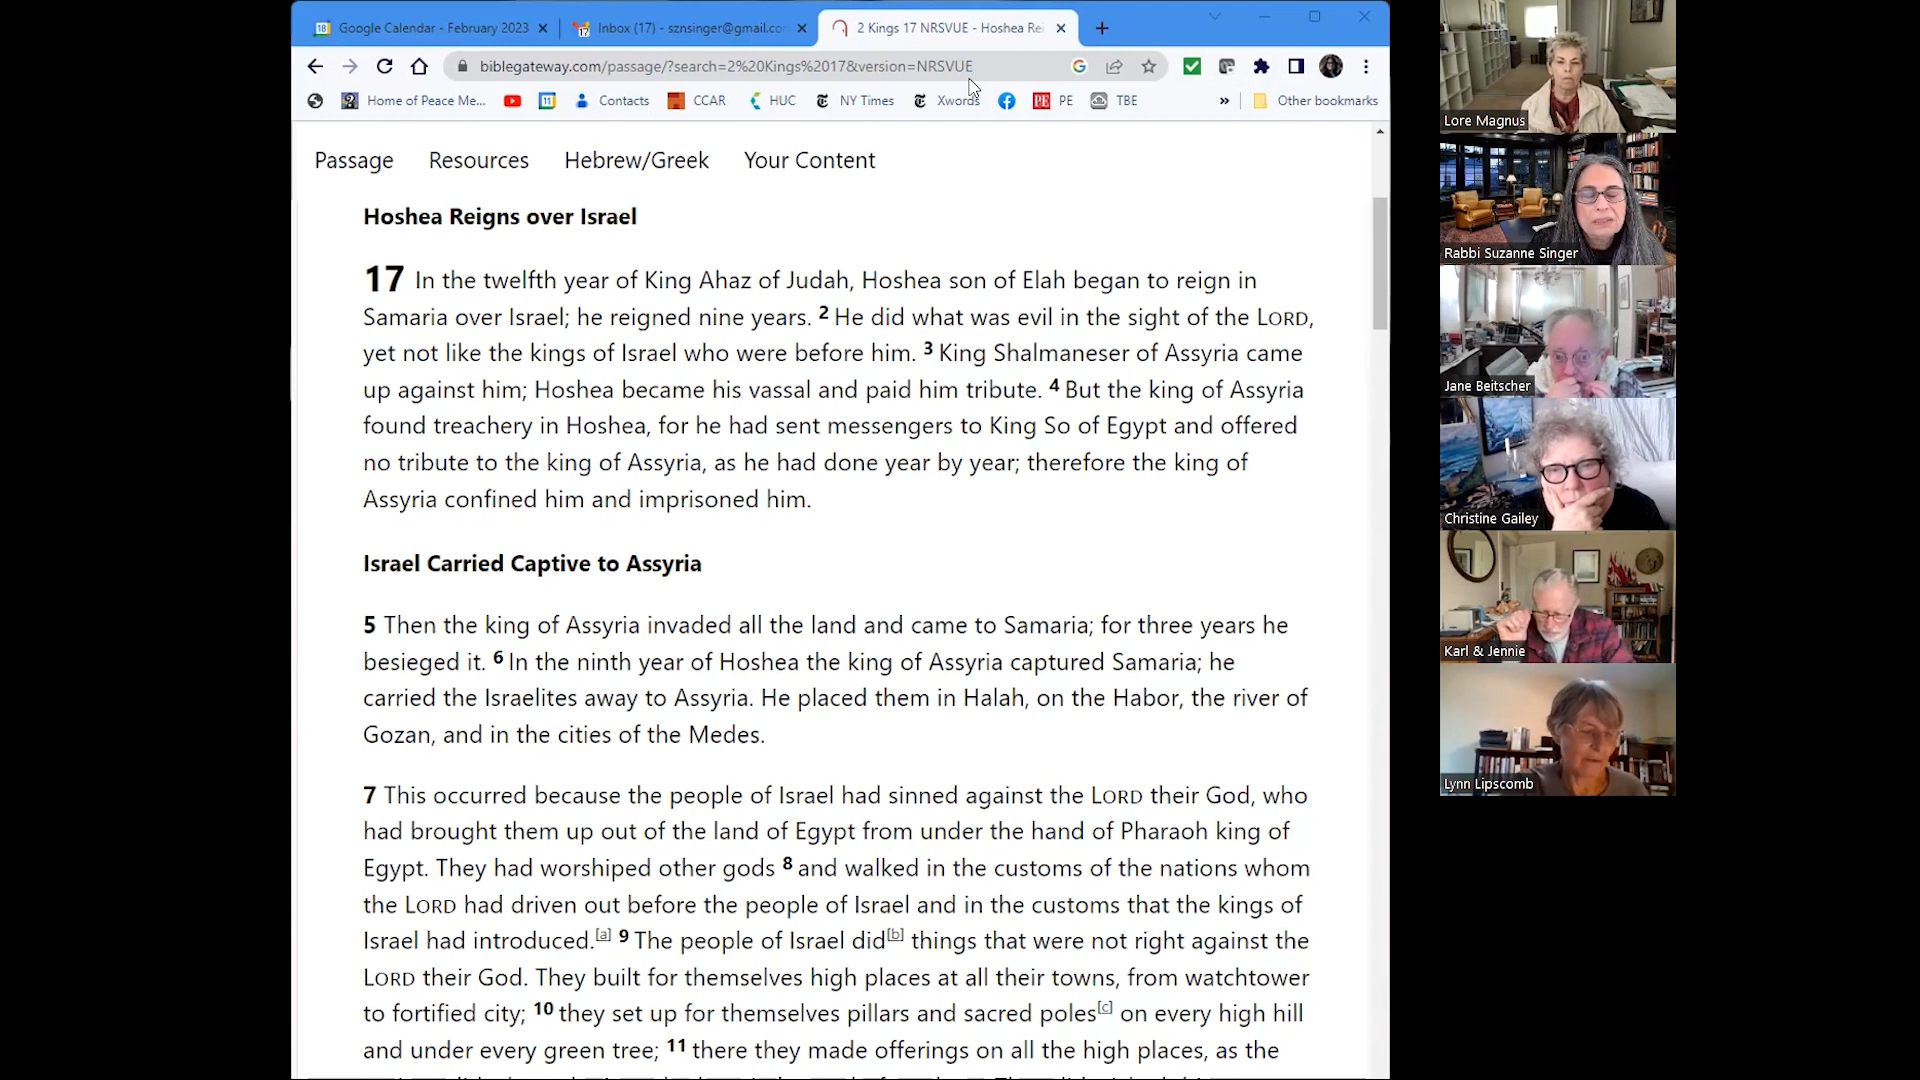 Google Calendar - February 2023
Inbox (17) - sznsinger@gmail.co
2 Kings 17 NRSVUE - Hoshea Rei
biblegateway.com/passage/?search=2%20Kings%2017&version=NRSVUE
Home of Peace Me...
Contacts
CCAR
HUC
NY Times
Xwords
PE
TBE
Other bookmarks
Passage
Resources
Hebrew/Greek
Your Content
Hoshea Reigns over Israel
17 In the twelfth year of King Ahaz of Judah, Hoshea son of Elah began to reign in
Samaria over Israel; he reigned nine years. 2 He did what was evil in the sight of the LORD,
yet not like the kings of Israel who were before him. 3 King Shalmaneser of Assyria came
up against him; Hoshea became his vassal and paid him tribute. 4 But the king of Assyria
found treachery in Hoshea, for he had sent messengers to King So of Egypt and offered
no tribute to the king of Assyria, as he had done year by year; therefore the king of
Assyria confined him and imprisoned him.
Israel Carried Captive to Assyria
5 Then the king of Assyria invaded all the land and came to Samaria; for three years he
besieged it. 6 In the ninth year of Hoshea the king of Assyria captured Samaria; he
carried the Israelites away to Assyria. He placed them in Halah, on the Habor, the river of
Gozan, and in the cities of the Medes.
7 This occurred because the people of Israel had sinned against the LORD their God, who
had brought them up out of the land of Egypt from under the hand of Pharaoh king of
Egypt. They had worshiped other gods 8 and walked in the customs of the nations whom
the LORD had driven out before the people of Israel and in the customs that the kings of
Israel had introduced.[a] 9 The people of Israel did[b] things that were not right against the
LORD their God. They built for themselves high places at all their towns, from watchtower
to fortified city; 10 they set up for themselves pillars and sacred poles[c] on every high hill
and under every green tree; 11 there they made offerings on all the high places, as the
Lore Magnus
Rabbi Suzanne Singer
Jane Beitscher
Christine Gailey
Karl & Jennie
Lynn Lipscomb